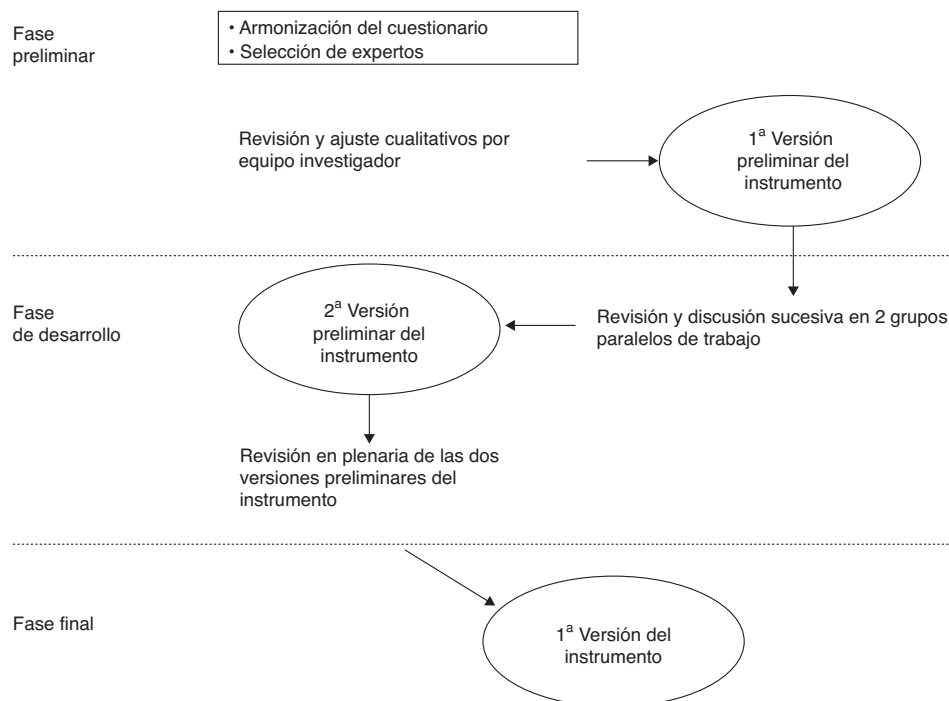 Fase
preliminar
• Armonización del cuestionario
• Selección de expertos
Revisión y ajuste cualitativos por
equipo investigador
1ª Versión
preliminar del
instrumento
Fase
de desarrollo
2ª Versión
preliminar del
instrumento
Revisión y discusión sucesiva en 2 grupos
paralelos de trabajo
Revisión en plenaria de las dos
versiones preliminares del
instrumento
Fase final
1ª Versión del
instrumento